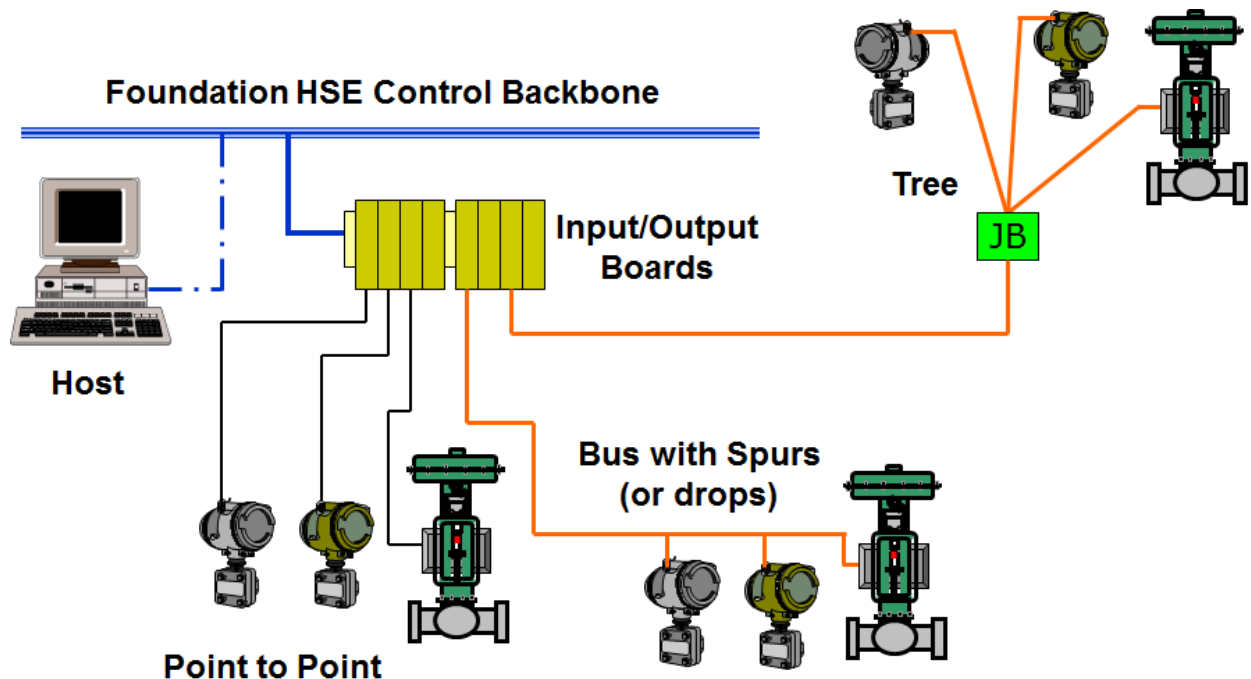 Foundation HSE Control Backbone
Tree
JB
Input/Output
Boards
Host
Bus with Spurs
(or drops)
Point to Point